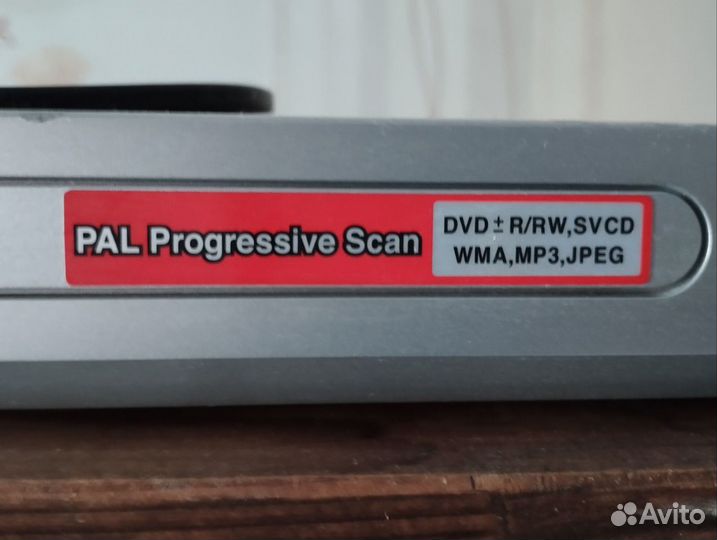 PAL Progressive Scan
DVD ± R/RW,SVCD
WMA,MP3,JPEG
Avito